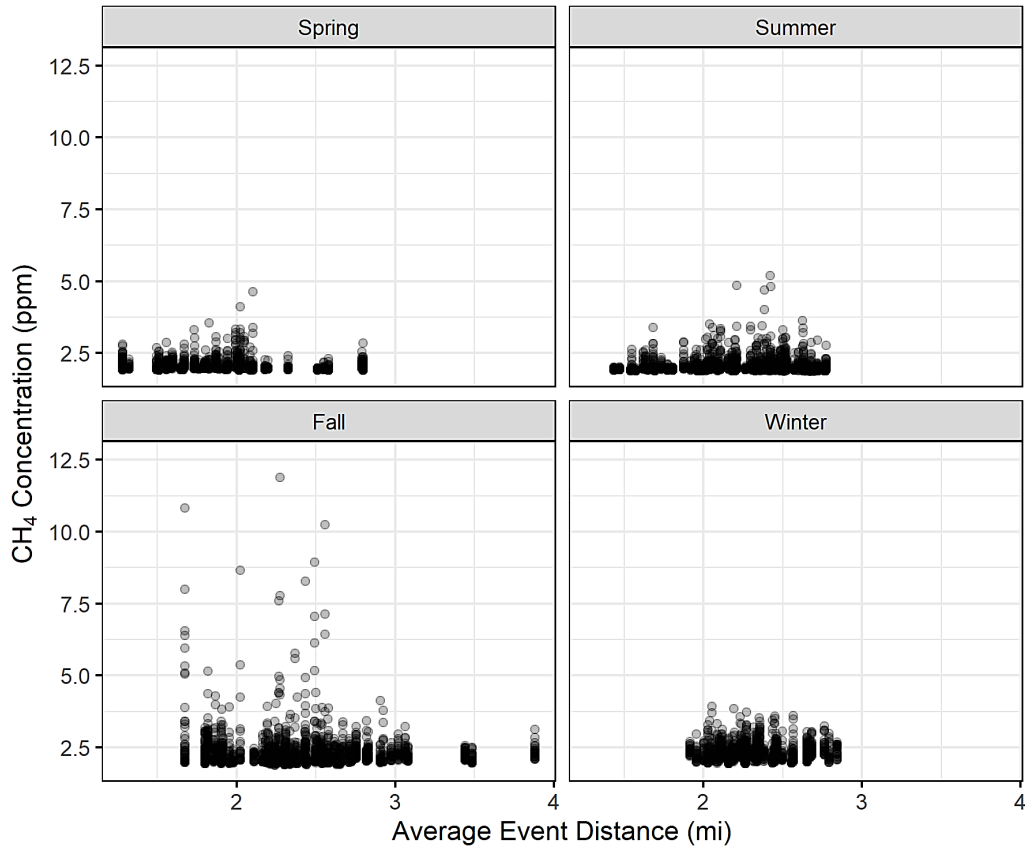 Spring
Summer
12.5
10.0
7.5
5.0
2.5
Fall
Winter
12.5
10.0
7.5
5.0
2.5
2
3
4
2
3
4
CH₄ Concentration (ppm)
Average Event Distance (mi)